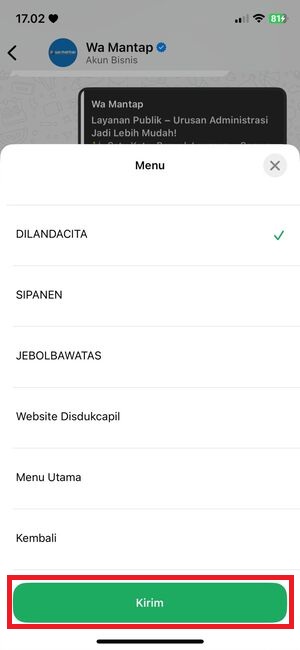 17.02
81
Wa Mantap
Akun Bisnis
Wa Mantap
Layanan Publik – Urusan Administrasi
Jadi Lebih Mudah!
Menu
DILANDACITA
SIPANEN
JEBOLBAWATAS
Website Disdukcapil
Menu Utama
Kembali
Kirim